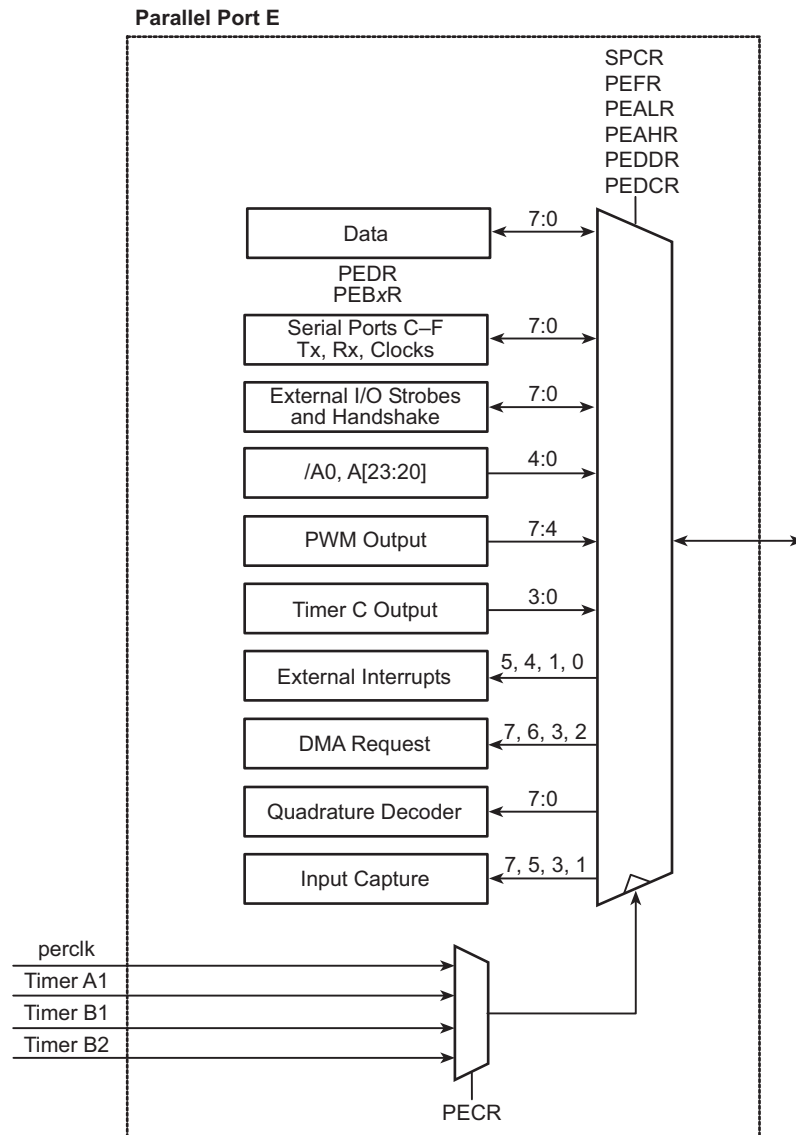 Parallel Port E
SPCR
PEFR
PEALR
PEAHR
PEDDR
PEDCR
Data
7:0
PEDR
PEBxR
Serial Ports C–F
Tx, Rx, Clocks
7:0
External I/O Strobes
and Handshake
7:0
/A0, A[23:20]
4:0
PWM Output
7:4
Timer C Output
3:0
External Interrupts
5, 4, 1, 0
DMA Request
7, 6, 3, 2
Quadrature Decoder
7:0
Input Capture
7, 5, 3, 1
perclk
Timer A1
Timer B1
Timer B2
PECR